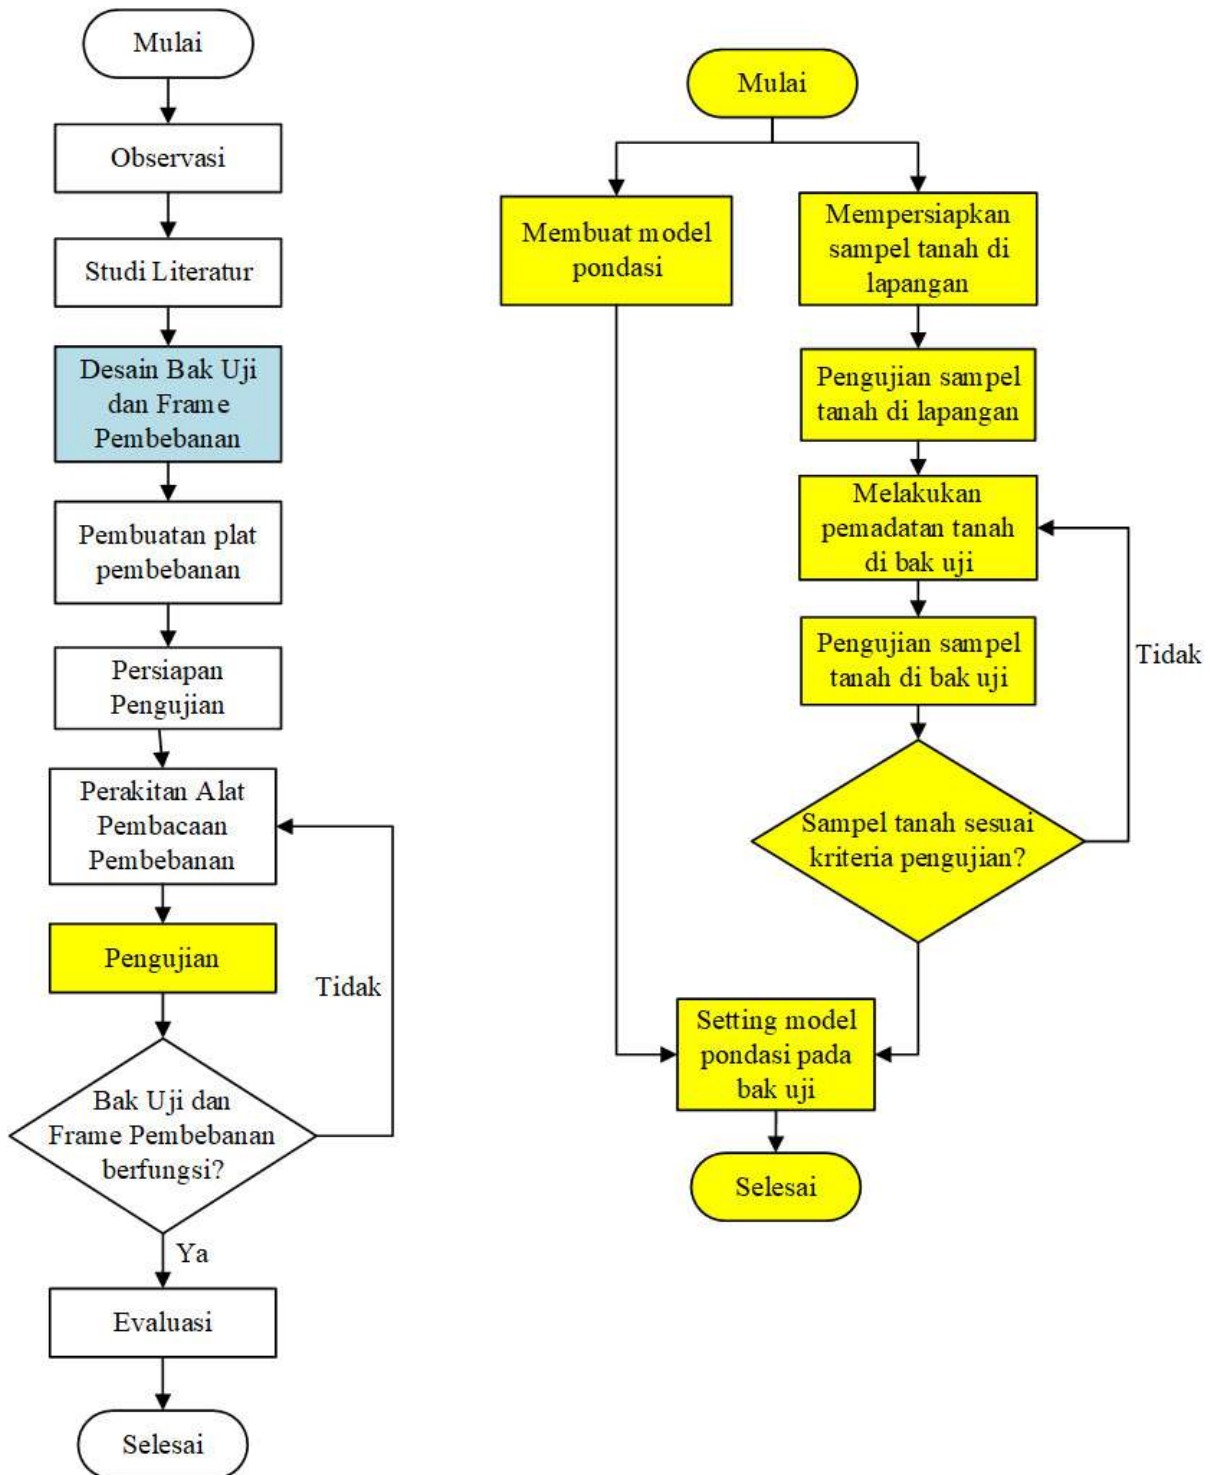 Mulai
Observasi
Studi Literatur
Desain Bak Uji
dan Frame
Pembebanan
Pembuatan plat
pembebanan
Persiapan
Pengujian
Perakitan Alat
Pembacaan
Pembebanan
Pengujian
Tidak
Bak Uji dan
Frame Pembebanan
berfungsi?
Ya
Evaluasi
Selesai
Mulai
Membuat model
pondasi
Mempersiapkan
sampel tanah di
lapangan
Pengujian sampel
tanah di lapangan
Melakukan
pemadatan tanah
di bak uji
Pengujian sampel
tanah di bak uji
Tidak
Sampel tanah sesuai
kriteria pengujian?
Setting model
pondasi pada
bak uji
Selesai